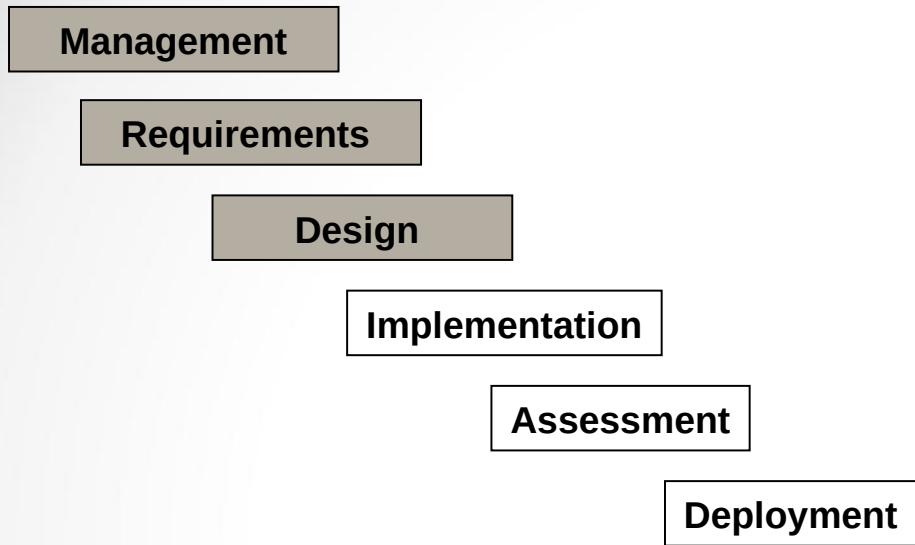 Management
Requirements
Design
Implementation
Assessment
Deployment